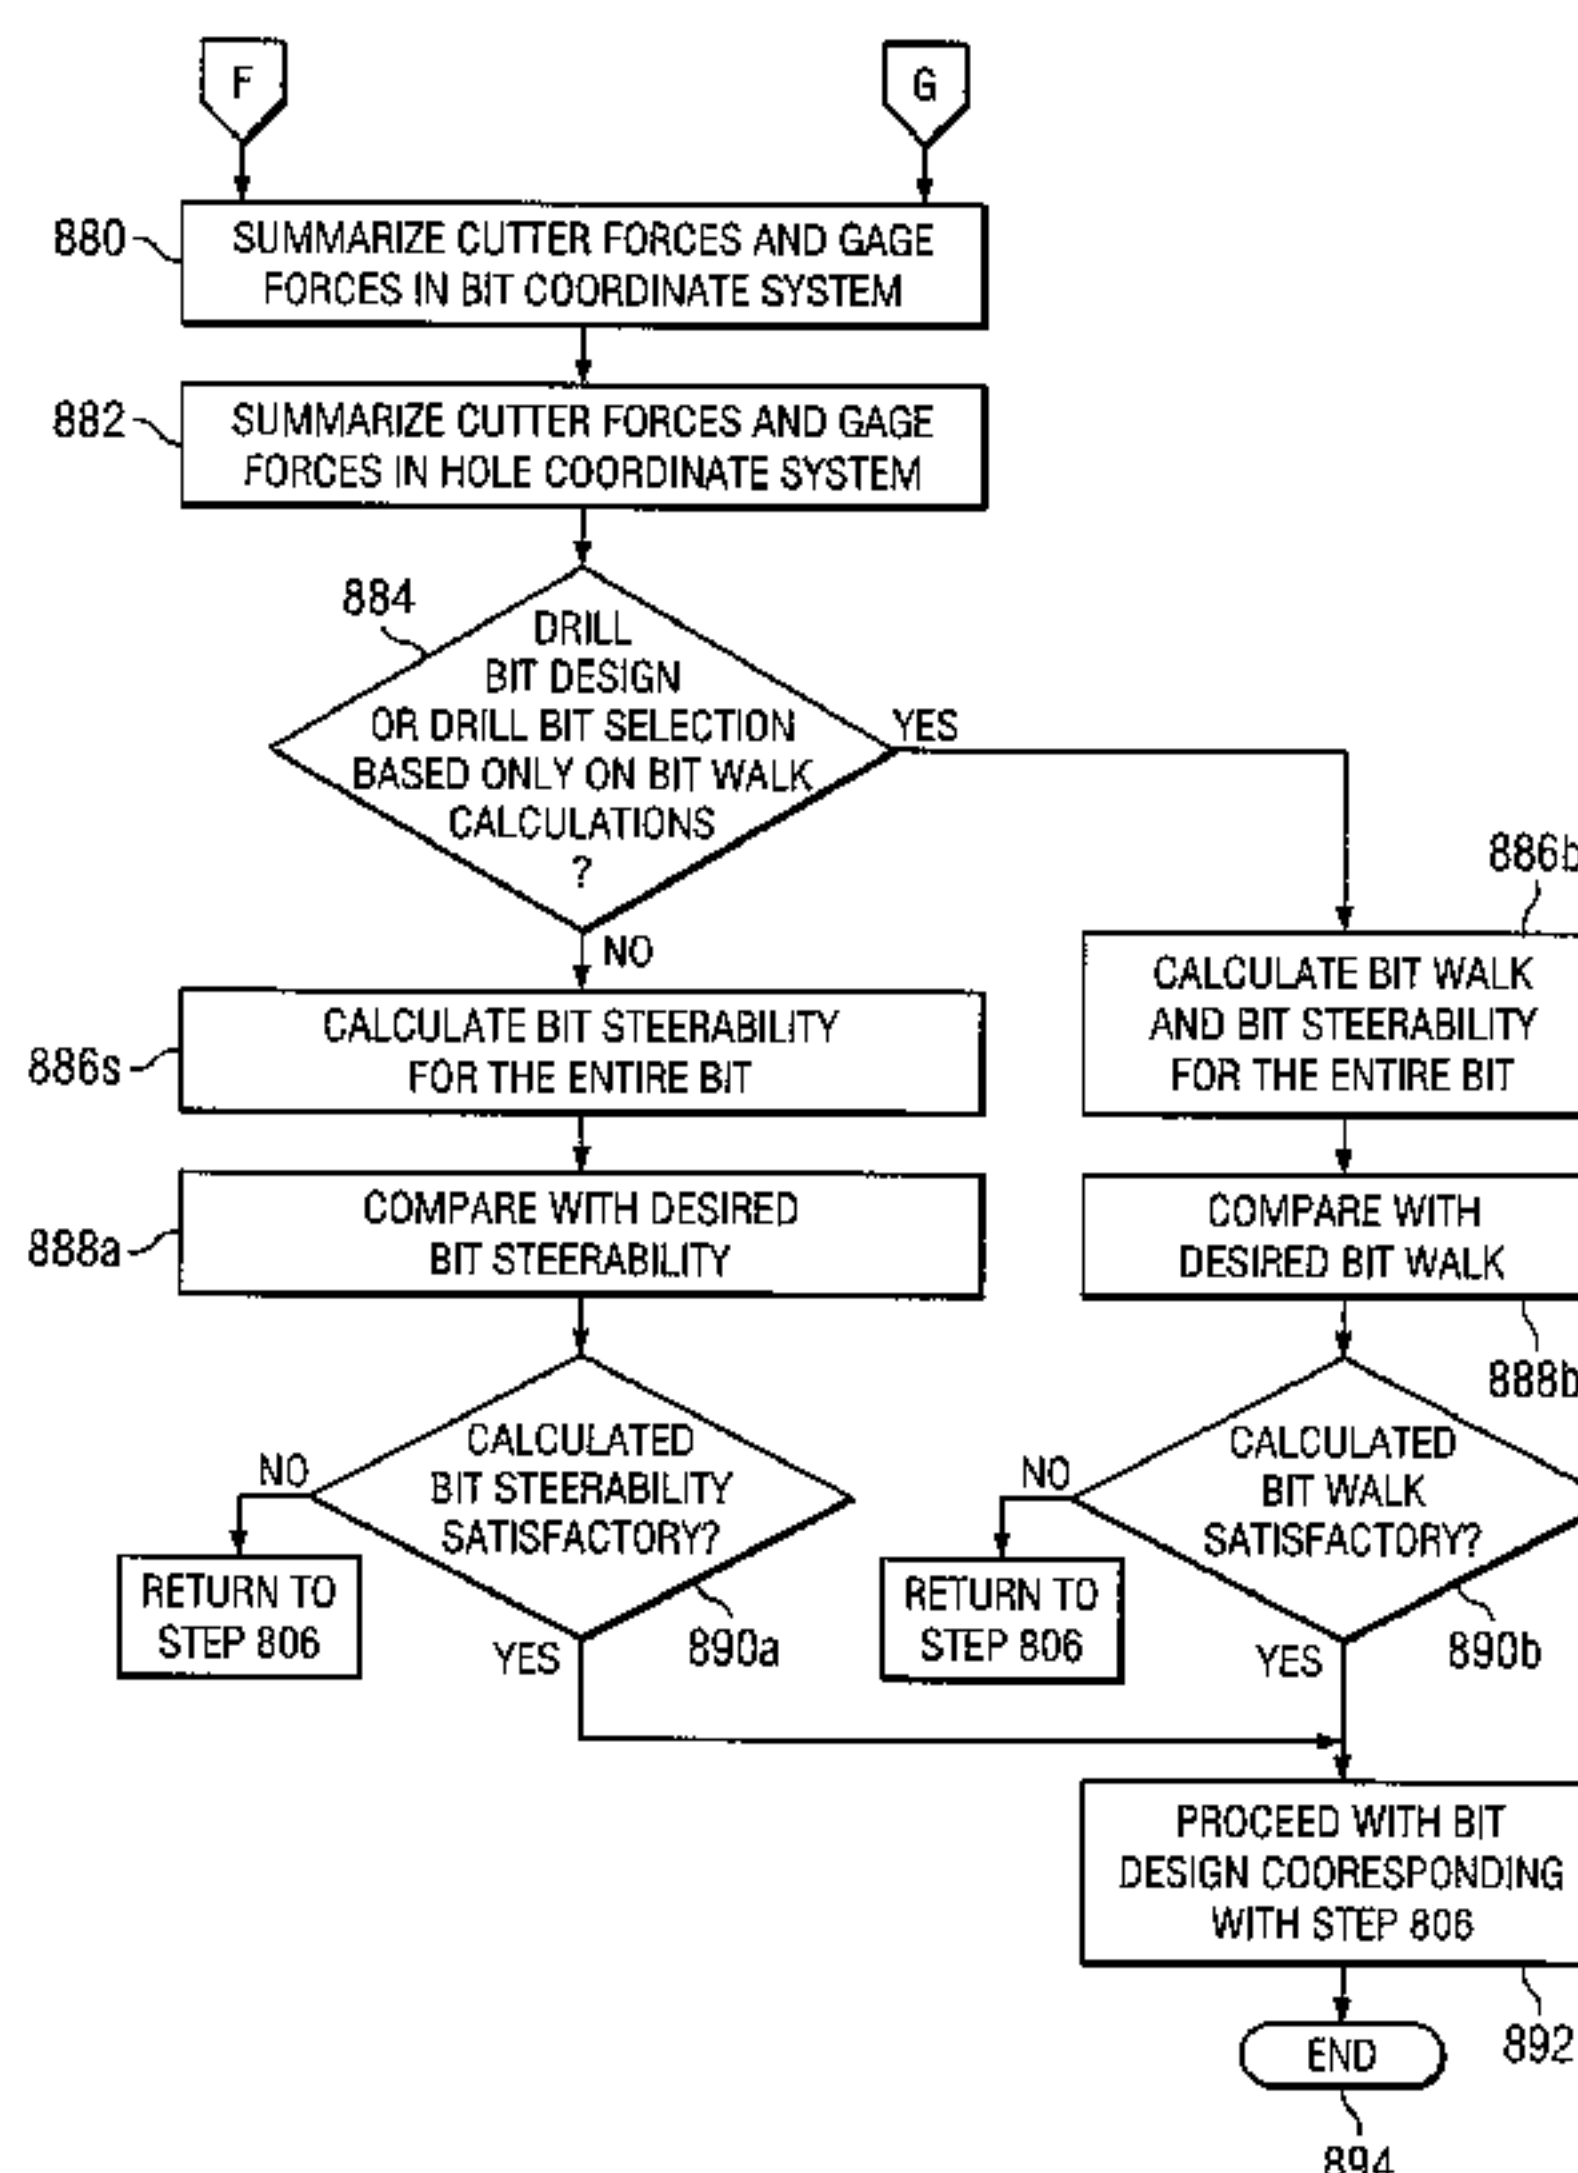 F
G
880
SUMMARIZE CUTTER FORCES AND GAGE
FORCES IN BIT COORDINATE SYSTEM
882
SUMMARIZE CUTTER FORCES AND GAGE
FORCES IN HOLE COORDINATE SYSTEM
884
DRILL
BIT DESIGN
OR DRILL BIT SELECTION
BASED ONLY ON BIT WALK
CALCULATIONS
?
YES
NO
886s
CALCULATE BIT STEERABILITY
FOR THE ENTIRE BIT
886b
CALCULATE BIT WALK
AND BIT STEERABILITY
FOR THE ENTIRE BIT
888a
COMPARE WITH DESIRED
BIT STEERABILITY
COMPARE WITH
DESIRED BIT WALK
888b
CALCULATED
BIT STEERABILITY
SATISFACTORY?
NO
RETURN TO
STEP 806
YES
890a
CALCULATED
BIT WALK
SATISFACTORY?
NO
RETURN TO
STEP 806
YES
890b
PROCEED WITH BIT
DESIGN COORESPONDING
WITH STEP 806
892
END
894